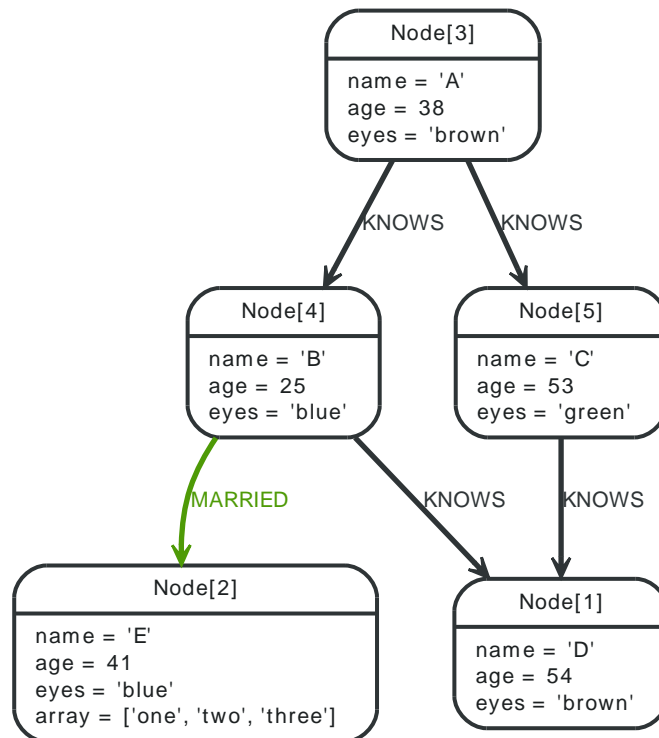 Node[3]
name = 'A'
age = 38
eyes = 'brown'
KNOWS
KNOWS
Node[4]
name = 'B'
age = 25
eyes = 'blue'
Node[5]
name = 'C'
age = 53
eyes = 'green'
MARRIED
KNOWS
KNOWS
Node[2]
name = 'E'
age = 41
eyes = 'blue'
array = ['one', 'two', 'three']
Node[1]
name = 'D'
age = 54
eyes = 'brown'